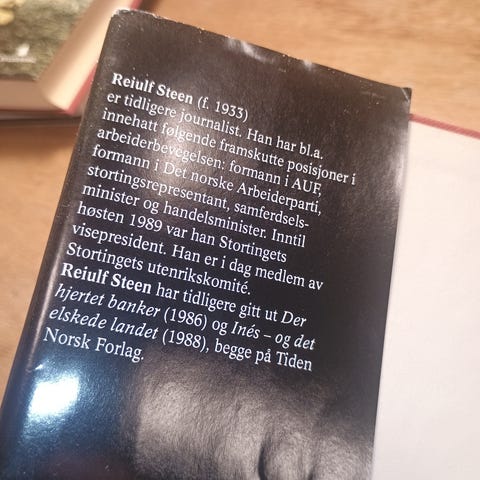 Reiulf Steen (f. 1933)
er tidligere journalist. Han har bl.a.
innehatt følgende framskutte posisjoner i
arbeiderbevegelsen: formann i AUF,
formann i Det norske Arbeiderparti,
stortingsrepresentant, samferdsels-
minister og handelsminister. Inntil
høsten 1989 var han Stortingets
visepresident. Han er i dag medlem av
Stortingets utenrikskomité.
Reiulf Steen har tidligere gitt ut Der
hjertet banker (1986) og Inés – og det
elskede landet (1988), begge på Tiden
Norsk Forlag.